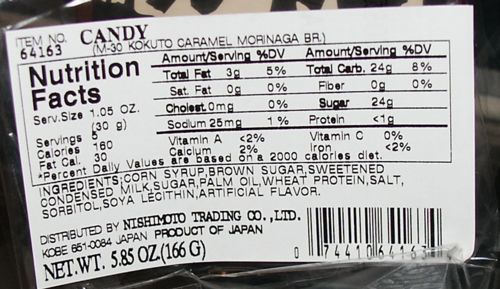 ITEM NO. CANDY
64163 (M-30 KOKUTO CARAMEL MORINAGA BR.)
Nutrition Facts
Serv.Size 1.05 OZ.
(30 g)
Servings 5
Calories 160
Fat Cal. 30
Amount/Serving %DV Amount/Serving %DV
Total Fat 3g 5% Total Carb. 24g 8%
Sat. Fat 0g 0% Fiber 0g 0%
Cholest 0mg 0% Sugar 24g
Sodium 25mg 1% Protein <1g
Vitamin A <2% Vitamin C 0%
Calcium 2% Iron <2%
*Percent Daily Values are based on a 2000 calories diet.
INGREDIENTS;CORN SYRUP,BROWN SUGAR,SWEETENED
CONDENSED MILK,SUGAR,PALM OIL,WHEAT PROTEIN,SALT,
SORBITOL,SOYA LECITHIN,ARTIFICIAL FLAVOR.
DISTRIBUTED BY NISHIMOTO TRADING CO.,LTD.
KOBE 651-0084 JAPAN PRODUCT OF JAPAN
NET.WT. 5.85 OZ.(166 G)
0 74410 64163